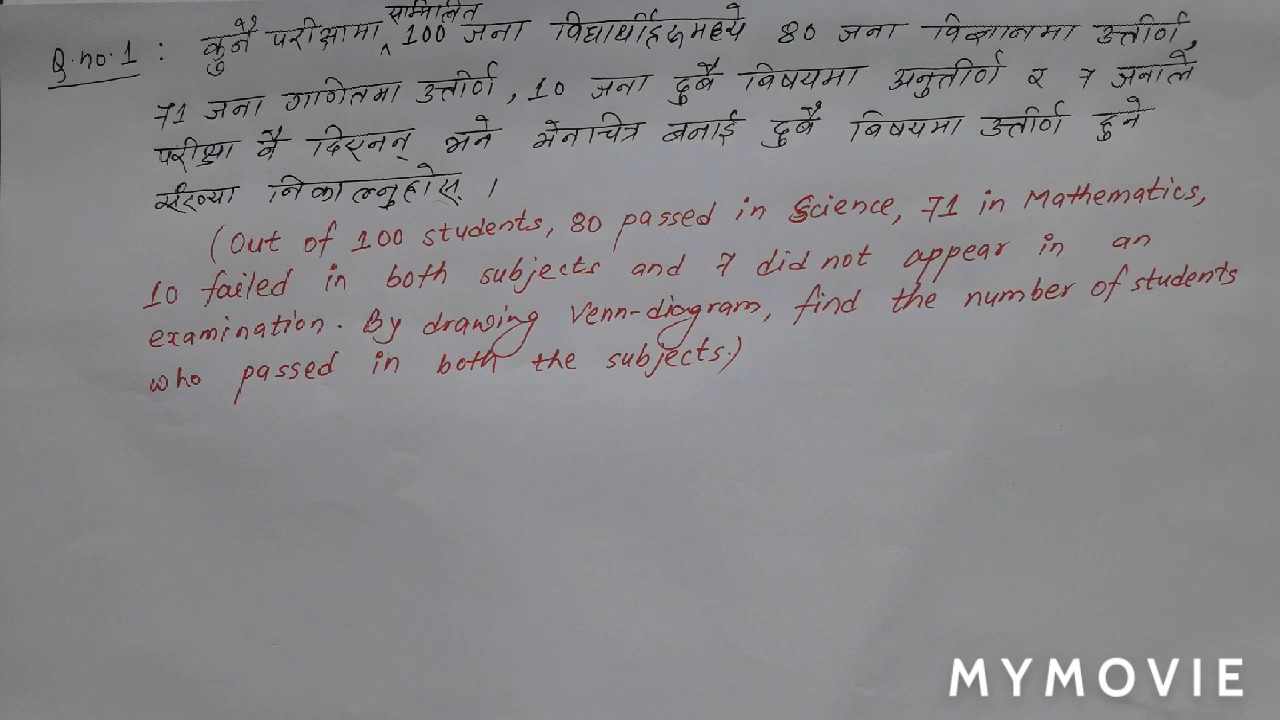 Q.no.1 : कुनै परीक्षामा सम्मिलित 100 जना विद्यार्थीहरुमध्ये 80 जना विज्ञानमा उत्तीर्ण,
71 जना गणितमा उत्तीर्ण, 10 जना दुबै विषयमा अनुतीर्ण र 7 जनाले
परीक्षा नै दिएनन् भने भेनचित्र बनाई दुबै विषयमा उत्तीर्ण हुने
संख्या निकाल्नुहोस् ।
(Out of 100 students, 80 passed in Science, 71 in Mathematics,
10 failed in both subjects and 7 did not appear in an
examination. By drawing Venn-diagram, find the number of students
who passed in both the subjects.)
MYMOVIE